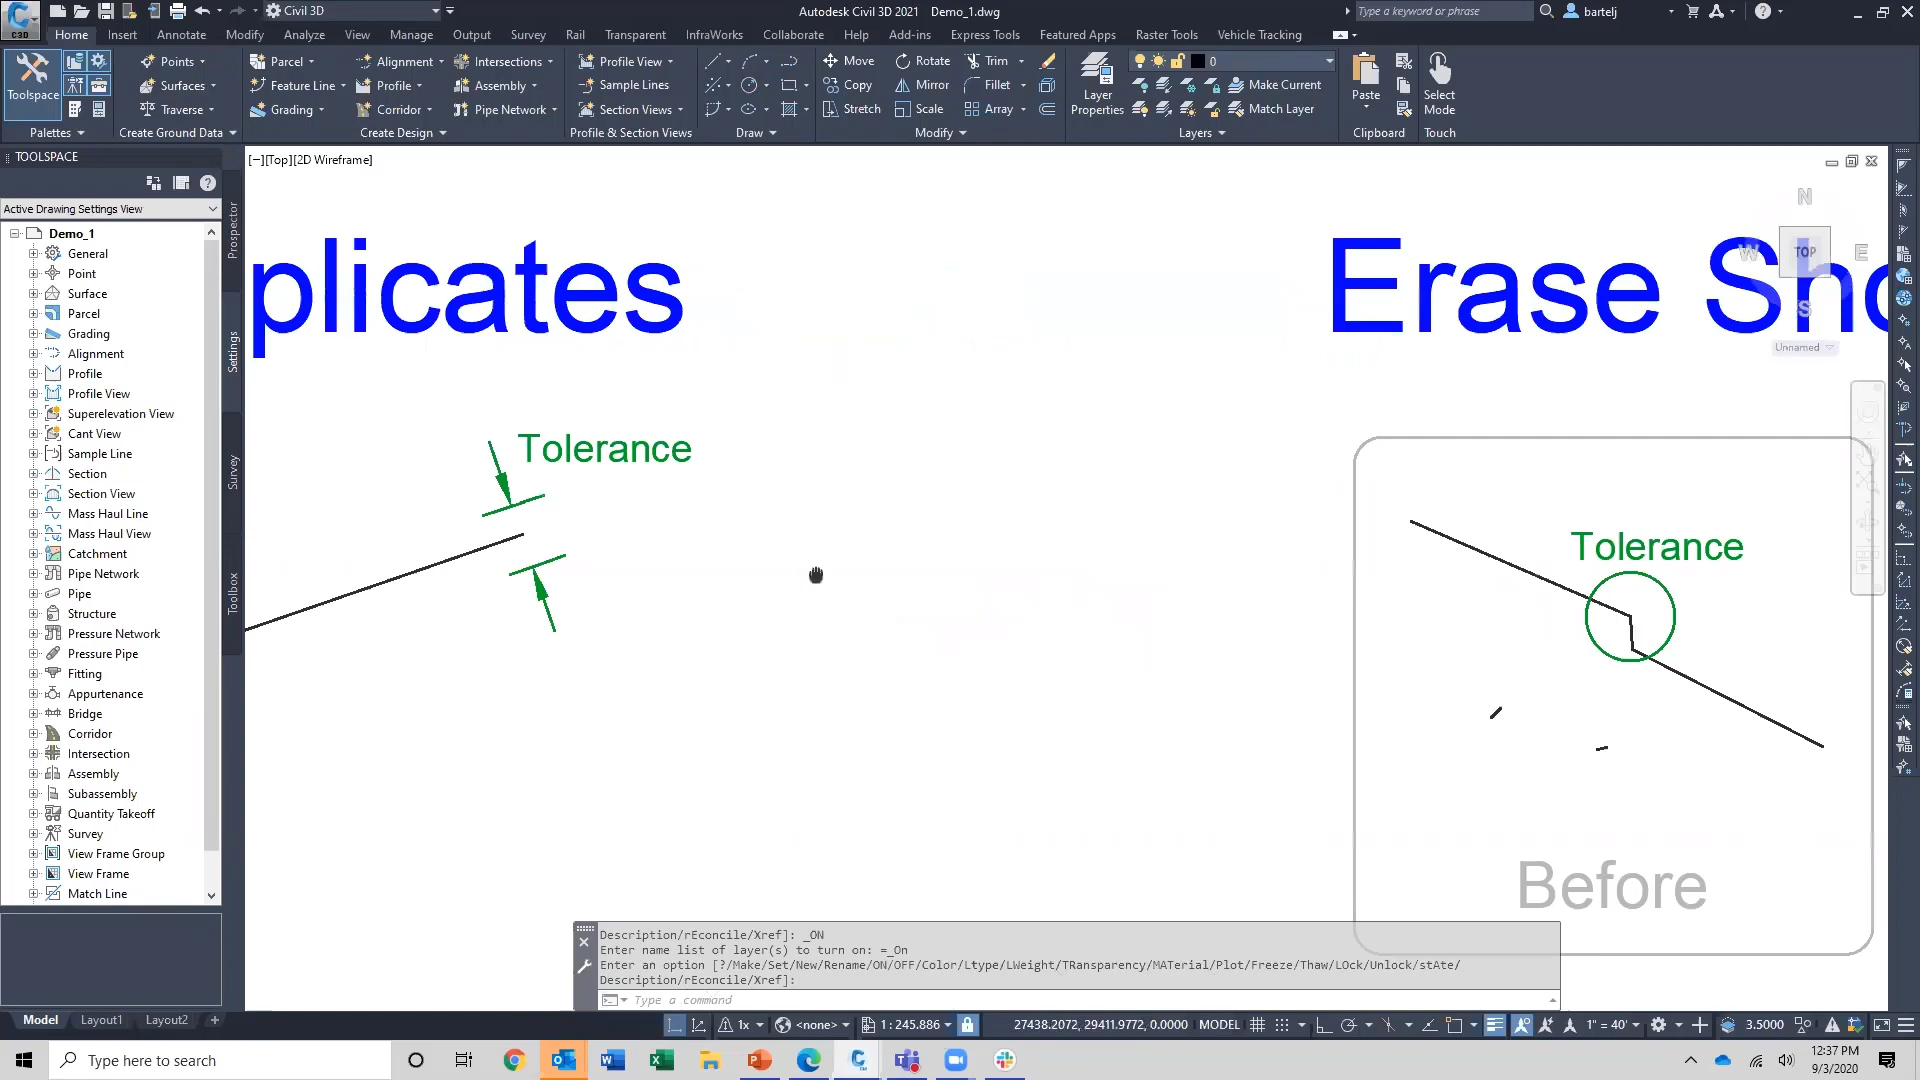 C3D
Civil 3D
Autodesk Civil 3D 2021 Demo_1.dwg
Type a keyword or phrase
bartelj
Home Insert Annotate Modify Analyze View Manage Output Survey Rail Transparent InfraWorks Collaborate Help Add-ins Express Tools Featured Apps Raster Tools Vehicle Tracking
Toolspace
Points
Surfaces
Traverse
Parcel
Feature Line
Grading
Alignment
Profile
Corridor
Intersections
Assembly
Pipe Network
Profile View
Sample Lines
Section Views
Move
Copy
Stretch
Rotate
Mirror
Scale
Trim
Fillet
Array
Layer
Properties
0
Make Current
Match Layer
Paste
Select
Mode
Palettes
Create Ground Data
Create Design
Profile & Section Views
Draw
Modify
Layers
Clipboard
Touch
TOOLSPACE
Active Drawing Settings View
Demo_1
General
Point
Surface
Parcel
Grading
Alignment
Profile
Profile View
Superelevation View
Cant View
Sample Line
Section
Section View
Mass Haul Line
Mass Haul View
Catchment
Pipe Network
Pipe
Structure
Pressure Network
Pressure Pipe
Fitting
Appurtenance
Bridge
Corridor
Intersection
Assembly
Subassembly
Quantity Takeoff
Survey
View Frame Group
View Frame
Match Line
Prospector
Settings
Survey
Toolbox
[−][Top][2D Wireframe]
plicates
Erase Sho
N
W
TOP
E
S
Unnamed
Tolerance
Tolerance
Before
Description/rEconcile/Xref]: _ON
Enter name list of layer(s) to turn on: =_On
Enter an option [?/Make/Set/New/Rename/ON/OFF/Color/Ltype/LWeight/TRansparency/MATerial/Plot/Freeze/Thaw/LOck/Unlock/stAte/
Description/rEconcile/Xref]:
Type a command
Model Layout1 Layout2 +
1x <none> 1 : 245.886 27438.2072, 29411.9772, 0.0000 MODEL 1" = 40' 3.5000
Type here to search
12:37 PM
9/3/2020